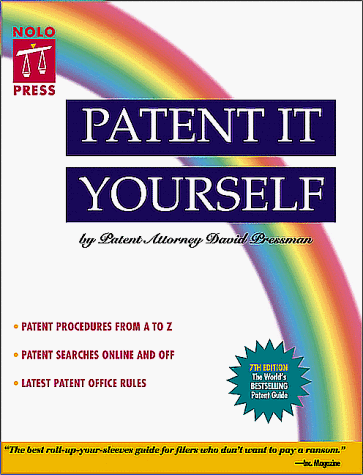 NOLO
PRESS
PATENT IT
YOURSELF
by Patent Attorney David Pressman
• PATENT PROCEDURES FROM A TO Z
• PATENT SEARCHES ONLINE AND OFF
• LATEST PATENT OFFICE RULES
7TH EDITION
The World's
BESTSELLING
Patent Guide
"The best roll-up-your-sleeves guide for filers who don't want to pay a ransom."
—Inc. Magazine